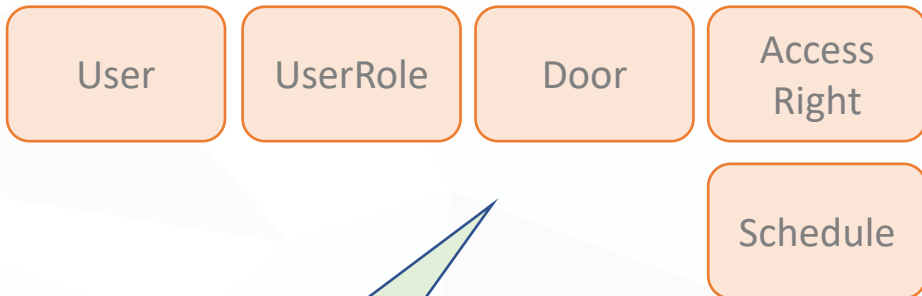 User
UserRole
Door
Access
Right
Schedule